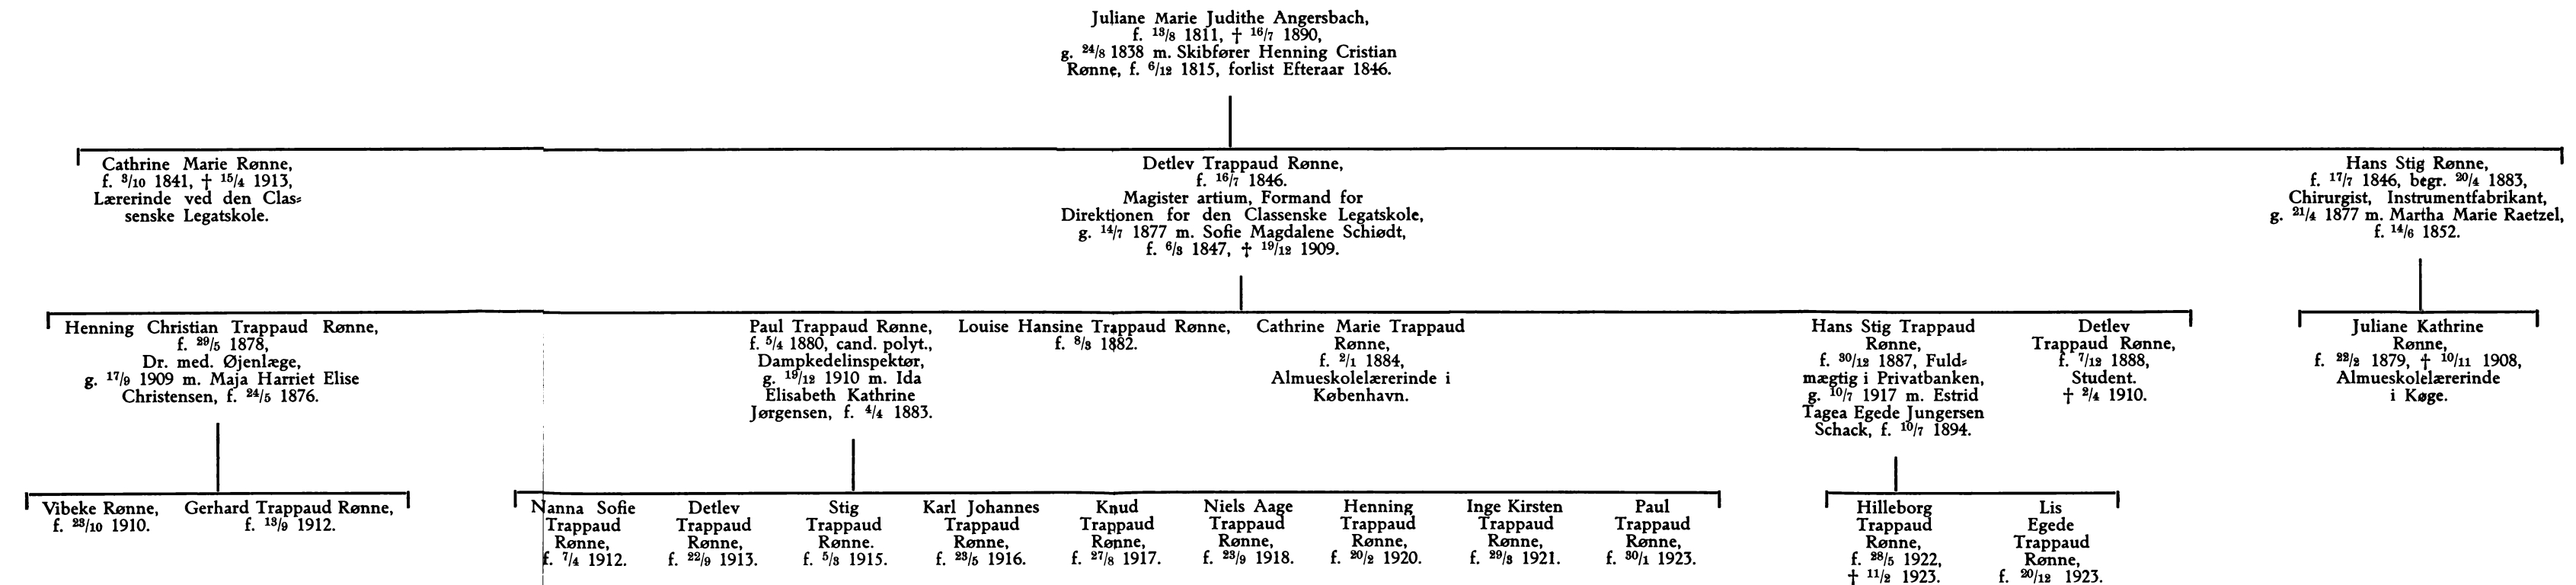 Juliane Marie Judithe Angersbach,
f. 13/8 1811, † 16/7 1890,
g. 24/8 1838 m. Skibfører Henning Cristian
Rønne, f. 6/12 1815, forlist Efteraar 1846.
Cathrine Marie Rønne,
f. 3/10 1841, † 15/4 1913,
Lærerinde ved den Clas=
senske Legatskole.
Detlev Trappaud Rønne,
f. 16/7 1846.
Magister artium, Formand for
Direktionen for den Classenske Legatskole,
g. 14/7 1877 m. Sofie Magdalene Schiødt,
f. 6/3 1847, † 19/12 1909.
Hans Stig Rønne,
f. 17/7 1846, begr. 20/4 1883,
Chirurgist, Instrumentfabrikant,
g. 21/4 1877 m. Martha Marie Raetzel,
f. 14/6 1852.
Henning Christian Trappaud Rønne,
f. 29/5 1878,
Dr. med. Øjenlæge,
g. 17/9 1909 m. Maja Harriet Elise
Christensen, f. 24/5 1876.
Paul Trappaud Rønne,
f. 5/4 1880, cand. polyt.,
Dampkedelinspektør,
g. 19/12 1910 m. Ida
Elisabeth Kathrine
Jørgensen, f. 4/4 1883.
Louise Hansine Trappaud Rønne,
f. 8/3 1882.
Cathrine Marie Trappaud
Rønne,
f. 2/1 1884,
Almueskolelærerinde i
København.
Hans Stig Trappaud
Rønne,
f. 30/12 1887, Fuld=
mægtig i Privatbanken,
g. 10/7 1917 m. Estrid
Tagea Egede Jungersen
Schack, f. 10/7 1894.
Detlev
Trappaud Rønne,
f. 7/12 1888,
Student.
† 2/4 1910.
Juliane Kathrine
Rønne,
f. 22/2 1879, † 10/11 1908,
Almueskolelærerinde
i Køge.
Vibeke Rønne,
f. 23/10 1910.
Gerhard Trappaud Rønne,
f. 13/9 1912.
Nanna Sofie
Trappaud
Rønne,
f. 7/4 1912.
Detlev
Trappaud
Rønne,
f. 22/9 1913.
Stig
Trappaud
Rønne.
f. 5/3 1915.
Karl Johannes
Trappaud
Rønne,
f. 23/5 1916.
Knud
Trappaud
Rønne,
f. 27/8 1917.
Niels Aage
Trappaud
Rønne,
f. 23/9 1918.
Henning
Trappaud
Rønne,
f. 20/2 1920.
Inge Kirsten
Trappaud
Rønne,
f. 29/3 1921.
Paul
Trappaud
Rønne,
f. 30/1 1923.
Hilleborg
Trappaud
Rønne,
f. 28/5 1922,
† 11/2 1923.
Lis
Egede
Trappaud
Rønne,
f. 20/12 1923.